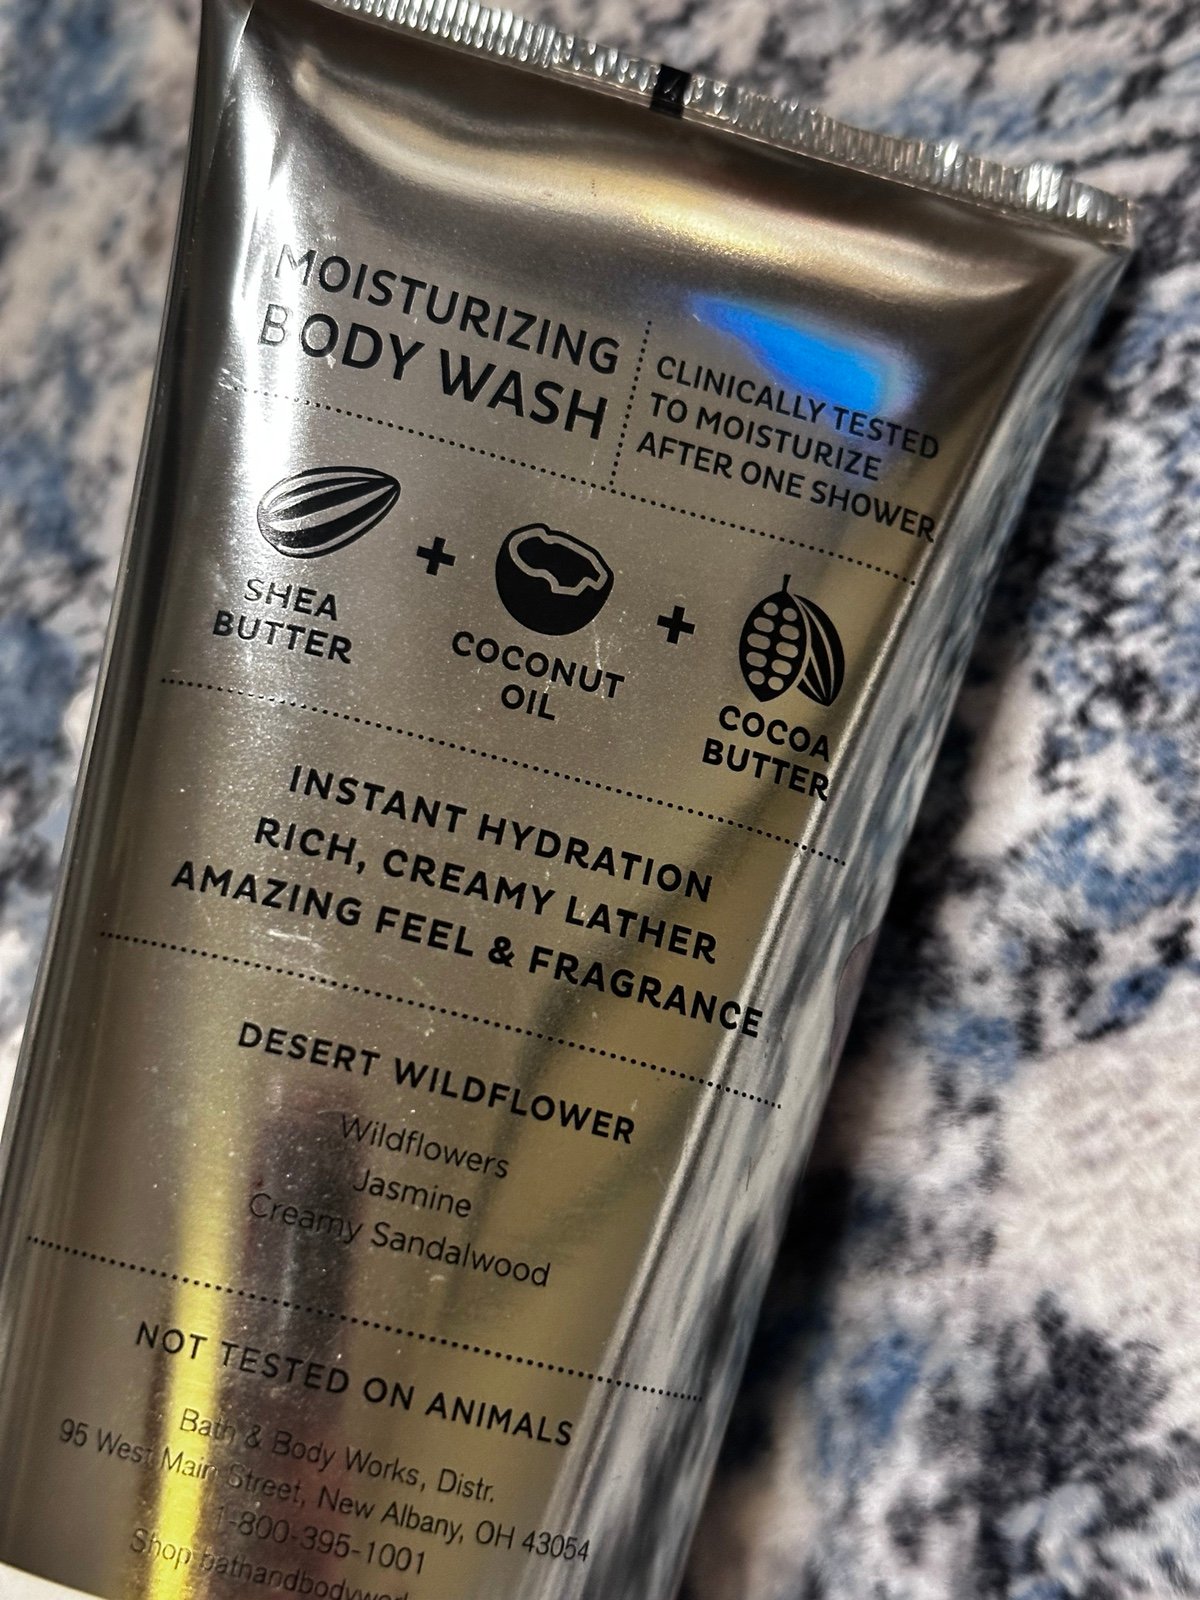 MOISTURIZING
BODY WASH
CLINICALLY TESTED
TO MOISTURIZE
AFTER ONE SHOWER
SHEA
BUTTER
+
COCONUT
OIL
+
COCOA
BUTTER
INSTANT HYDRATION
RICH, CREAMY LATHER
AMAZING FEEL & FRAGRANCE
DESERT WILDFLOWER
Wildflowers
Jasmine
Creamy Sandalwood
NOT TESTED ON ANIMALS
Bath & Body Works, Distr.
95 West Main Street, New Albany, OH 43054
1-800-395-1001
Shop